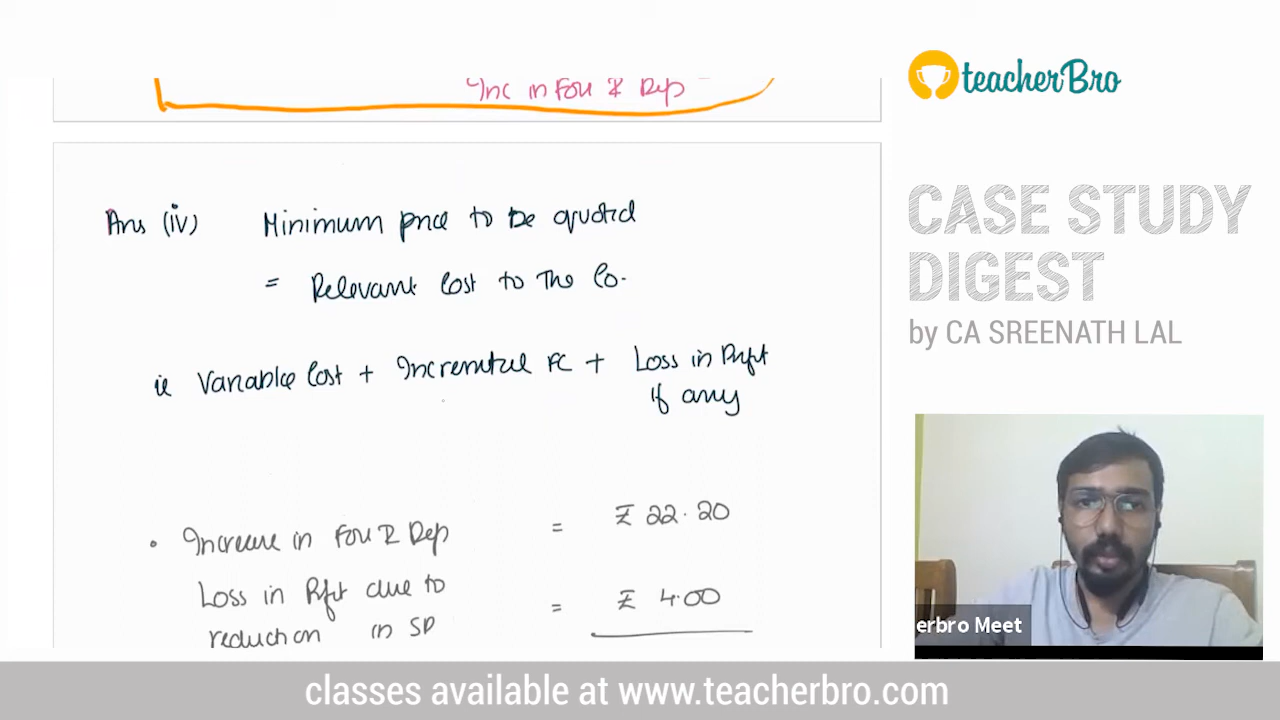 Inc in FOH & Dep
teacherBro
Ans (iv) Minimum price to be quoted
= Relevant Cost to the Co.
ie Variable Cost + Incremental FC + Loss in Profit
if any
CASE STUDY
DIGEST
by CA SREENATH LAL
• Increase in FOH & Dep = ₹ 22.20
Loss in Profit due to
reduction in SP = ₹ 4.00
erbro Meet
classes available at www.teacherbro.com